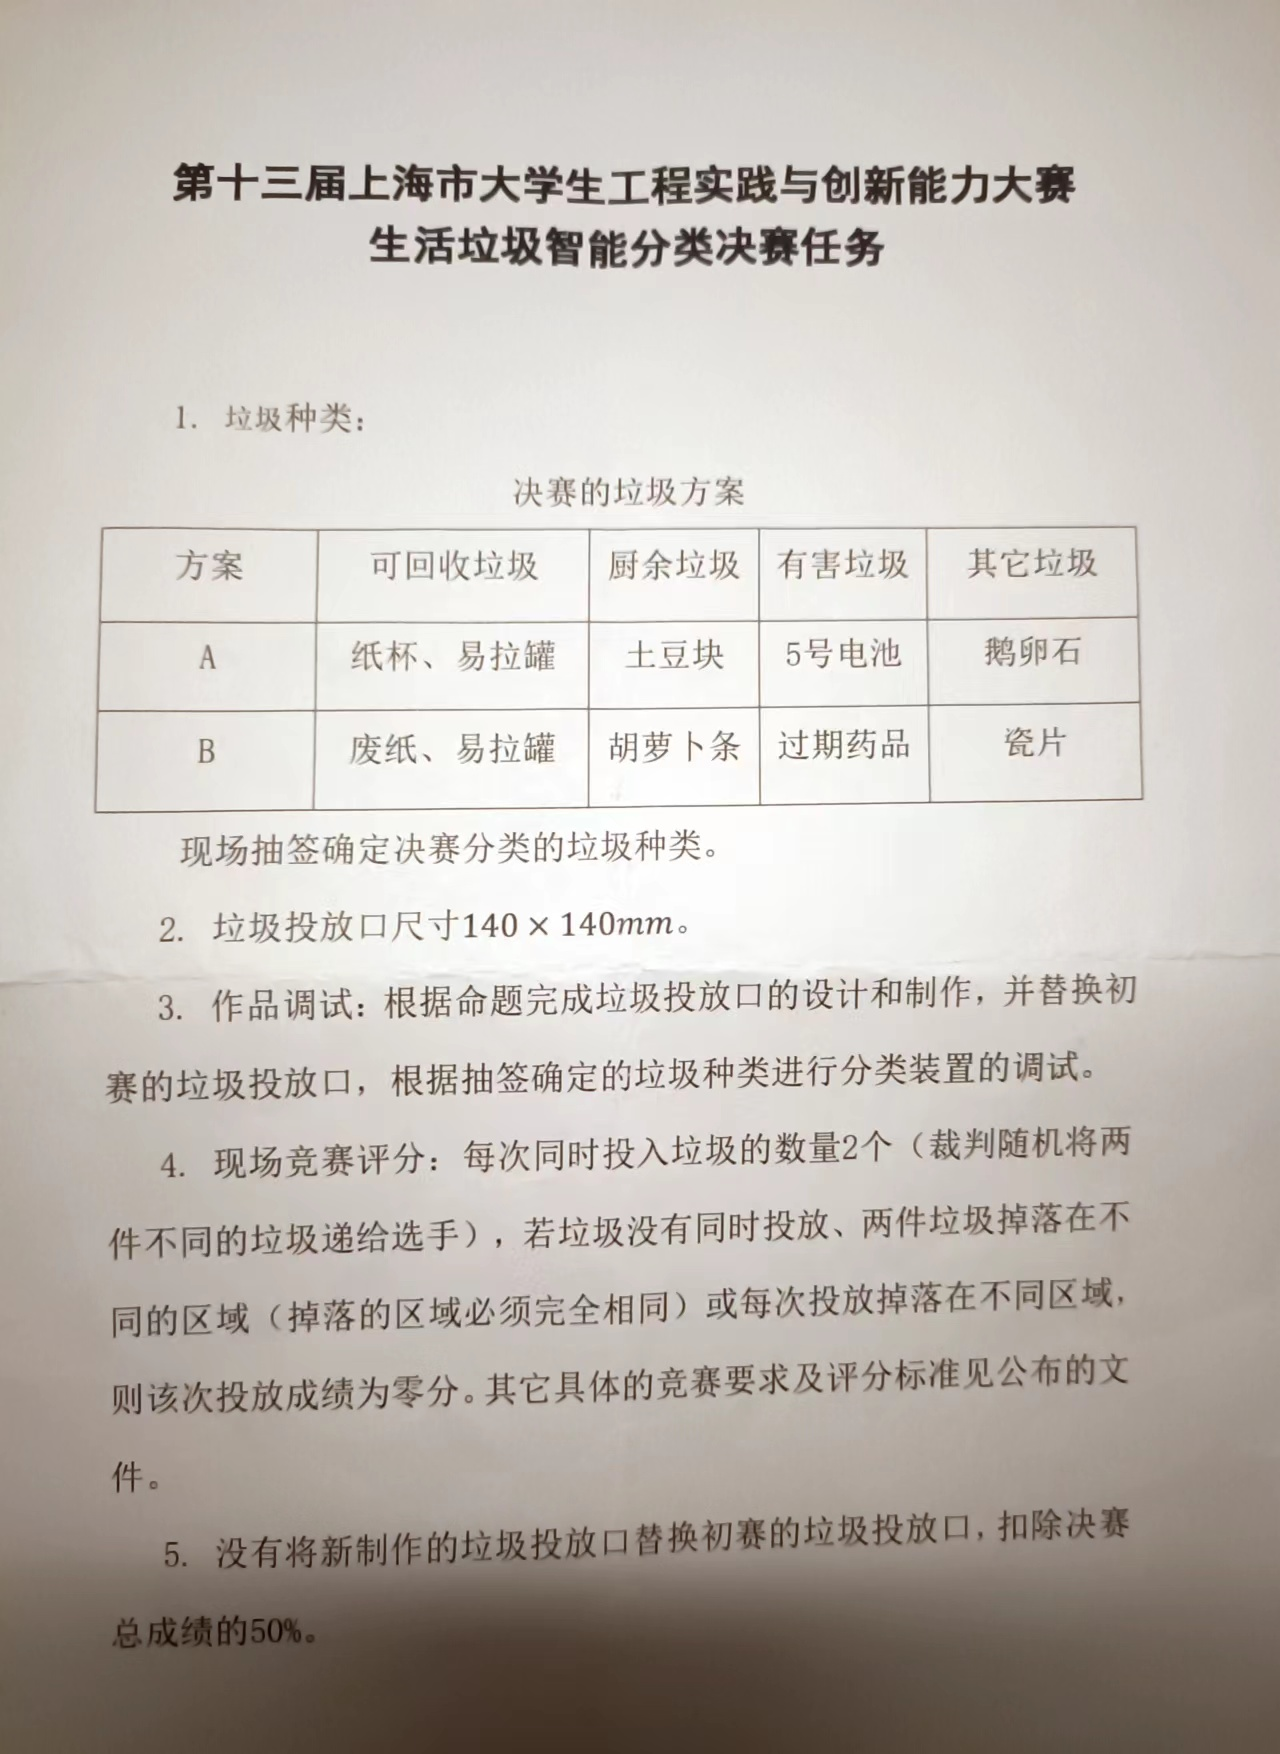 第十三届上海市大学生工程实践与创新能力大赛
生活垃圾智能分类决赛任务
1. 垃圾种类：
决赛的垃圾方案
方案 可回收垃圾 厨余垃圾 有害垃圾 其它垃圾
A 纸杯、易拉罐 土豆块 5号电池 鹅卵石
B 废纸、易拉罐 胡萝卜条 过期药品 瓷片
现场抽签确定决赛分类的垃圾种类。
2. 垃圾投放口尺寸140 × 140mm。
3. 作品调试：根据命题完成垃圾投放口的设计和制作，并替换初
赛的垃圾投放口，根据抽签确定的垃圾种类进行分类装置的调试。
4. 现场竞赛评分：每次同时投入垃圾的数量2个（裁判随机将两
件不同的垃圾递给选手），若垃圾没有同时投放、两件垃圾掉落在不
同的区域（掉落的区域必须完全相同）或每次投放掉落在不同区域，
则该次投放成绩为零分。其它具体的竞赛要求及评分标准见公布的文
件。
5. 没有将新制作的垃圾投放口替换初赛的垃圾投放口，扣除决赛
总成绩的50%。